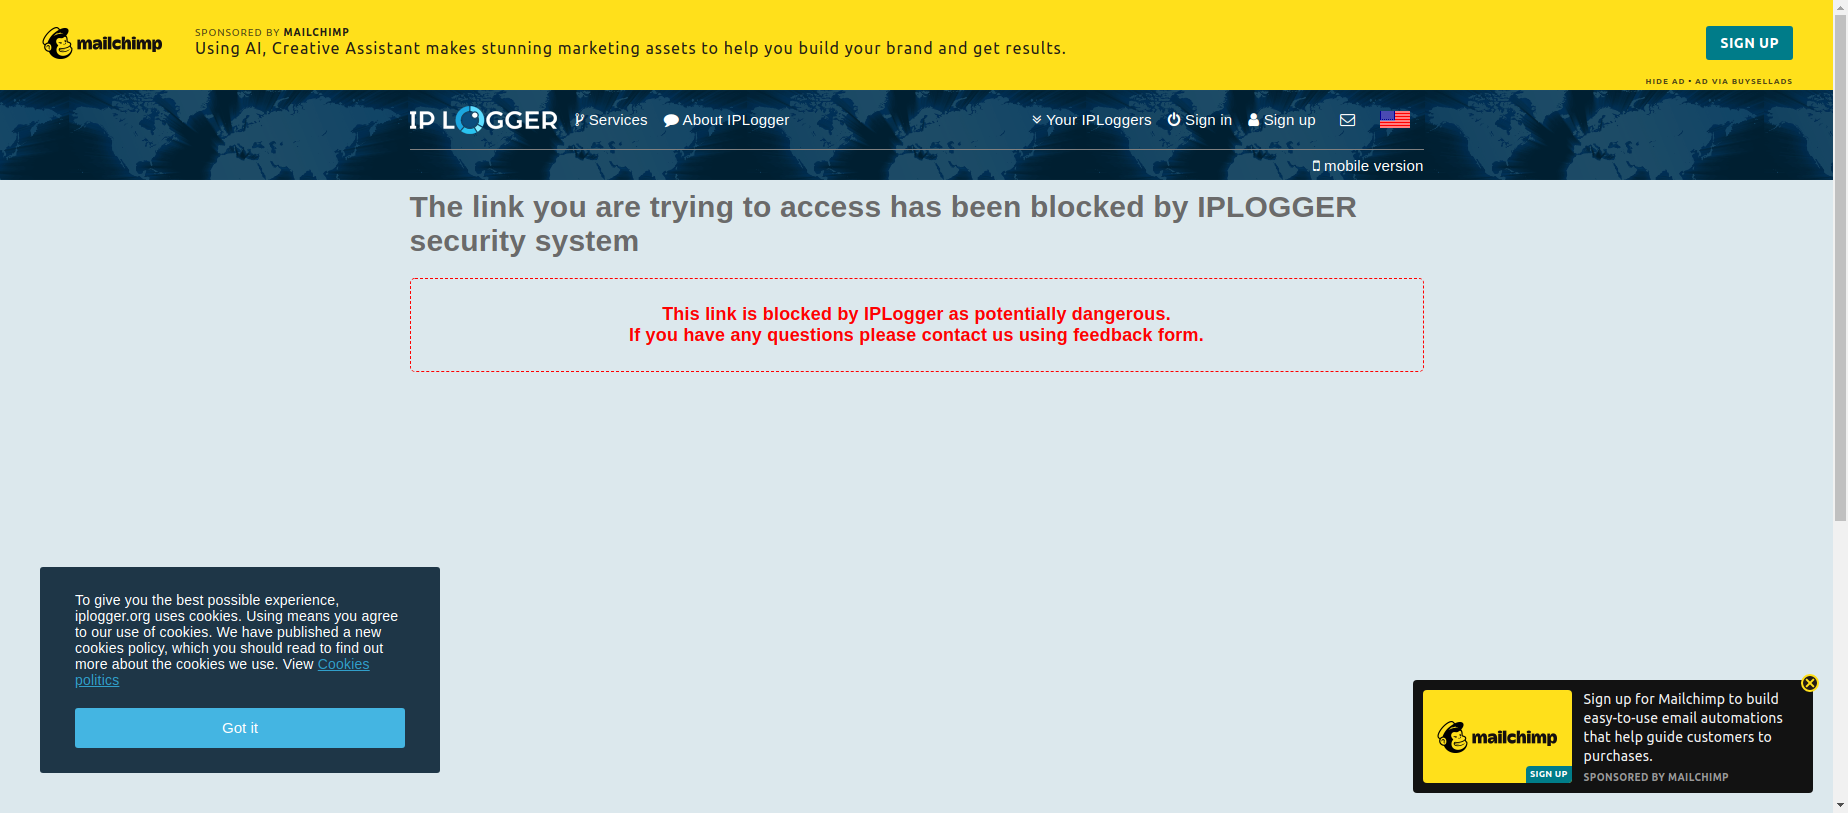 mailchimp
SPONSORED BY MAILCHIMP
Using AI, Creative Assistant makes stunning marketing assets to help you build your brand and get results.
SIGN UP
HIDE AD • AD VIA BUYSELLADS
IP LOGGER
Services
About IPLogger
Your IPLoggers
Sign in
Sign up
mobile version
The link you are trying to access has been blocked by IPLOGGER
security system
This link is blocked by IPLogger as potentially dangerous.
If you have any questions please contact us using feedback form.
To give you the best possible experience,
iplogger.org uses cookies. Using means you agree
to our use of cookies. We have published a new
cookies policy, which you should read to find out
more about the cookies we use. View Cookies
politics
Got it
mailchimp
SIGN UP
Sign up for Mailchimp to build
easy-to-use email automations
that help guide customers to
purchases.
SPONSORED BY MAILCHIMP